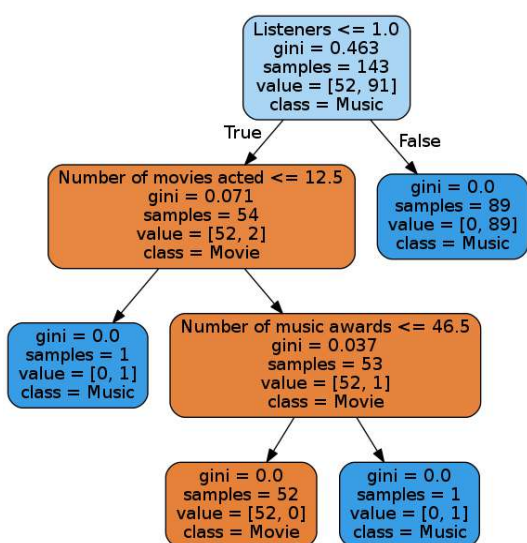 Listeners <= 1.0
gini = 0.463
samples = 143
value = [52, 91]
class = Music
True
False
Number of movies acted <= 12.5
gini = 0.071
samples = 54
value = [52, 2]
class = Movie
gini = 0.0
samples = 89
value = [0, 89]
class = Music
gini = 0.0
samples = 1
value = [0, 1]
class = Music
Number of music awards <= 46.5
gini = 0.037
samples = 53
value = [52, 1]
class = Movie
gini = 0.0
samples = 52
value = [52, 0]
class = Movie
gini = 0.0
samples = 1
value = [0, 1]
class = Music